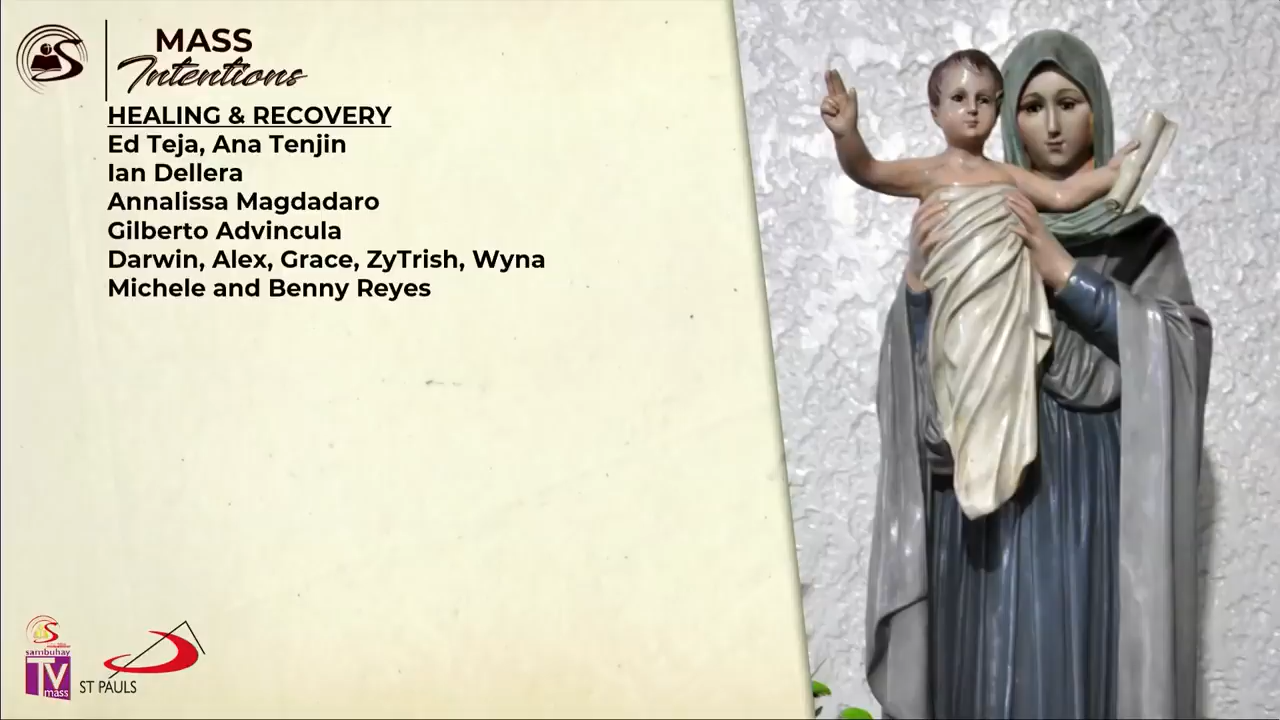 MASS
Intentions
HEALING & RECOVERY
Ed Teja, Ana Tenjin
Ian Dellera
Annalissa Magdadaro
Gilberto Advincula
Darwin, Alex, Grace, ZyTrish, Wyna
Michele and Benny Reyes
sambuhay
TV
mass
ST PAULS